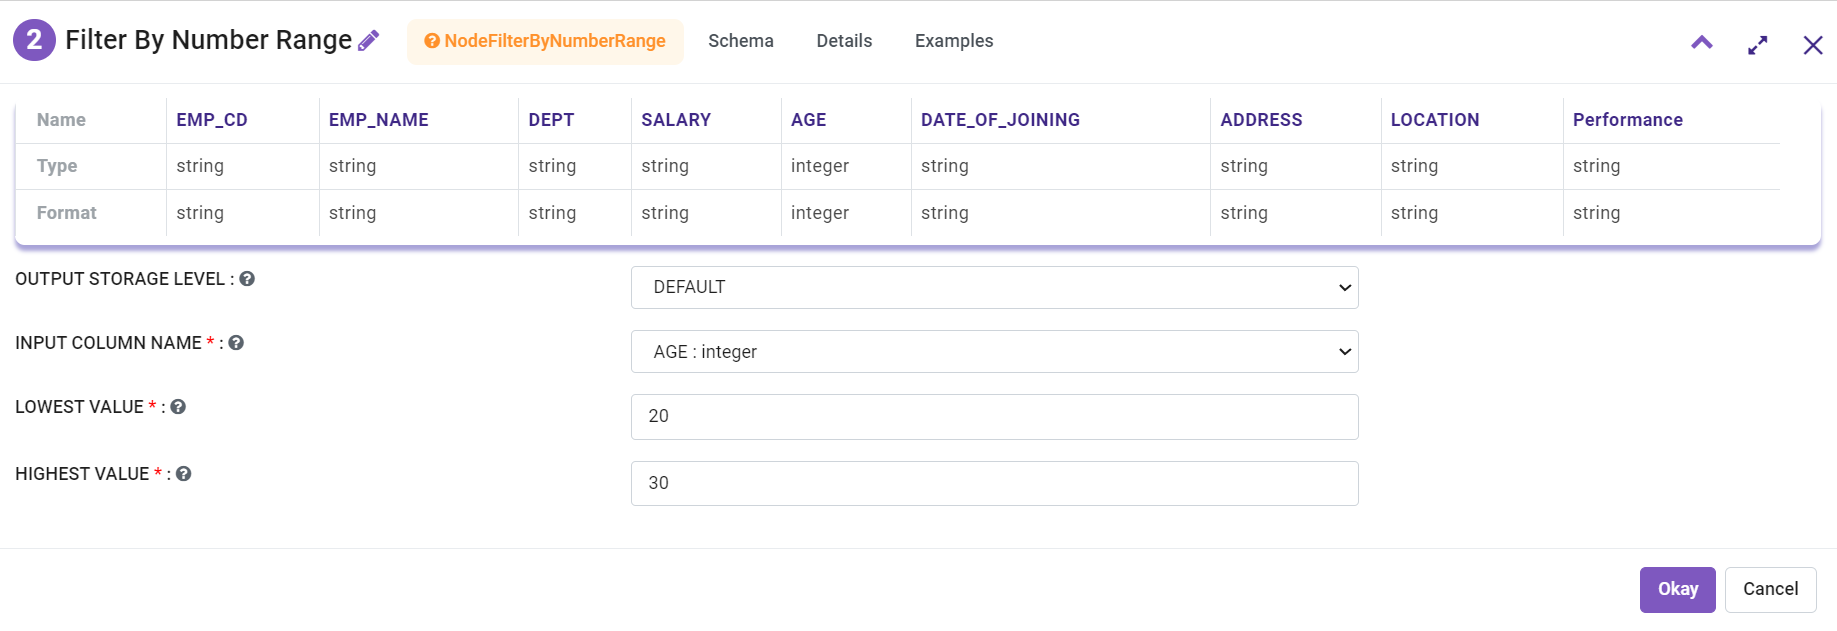 2 Filter By Number Range NodeFilterByNumberRange Schema Details Examples
Name EMP_CD EMP_NAME DEPT SALARY AGE DATE_OF_JOINING ADDRESS LOCATION Performance
Type string string string string integer string string string string
Format string string string string integer string string string string
OUTPUT STORAGE LEVEL : DEFAULT
INPUT COLUMN NAME * : AGE : integer
LOWEST VALUE * : 20
HIGHEST VALUE * : 30
Okay Cancel